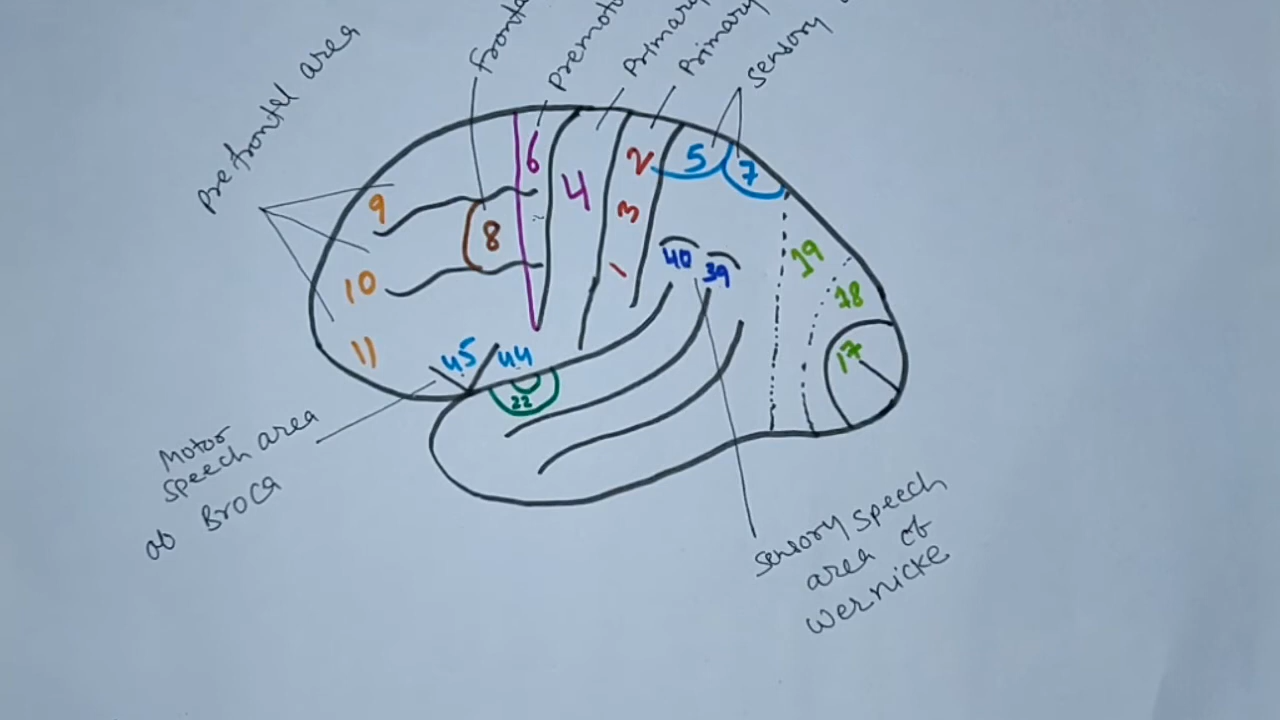 Prefrontal area
fronta
Premoto
Primary
Primary
Sensory
6
4
2
3
1
5
7
9
8
10
11
40
39
19
18
17
45
44
22
Motor
speech area
of Broca
Sensory speech
area of
wernicke